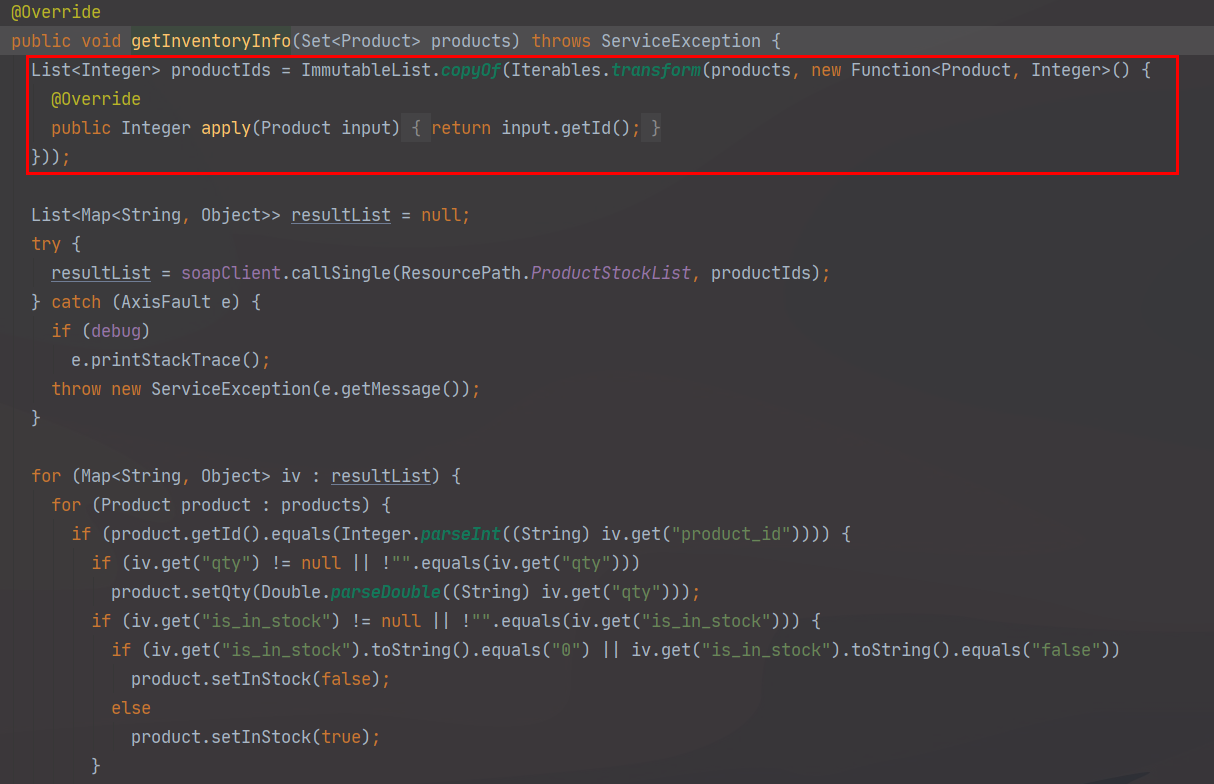 @Override
public void getInventoryInfo(Set<Product> products) throws ServiceException {
List<Integer> productIds = ImmutableList.copyOf(Iterables.transform(products, new Function<Product, Integer>() {
@Override
public Integer apply(Product input) { return input.getId(); }
}));
List<Map<String, Object>> resultList = null;
try {
resultList = soapClient.callSingle(ResourcePath.ProductStockList, productIds);
} catch (AxisFault e) {
if (debug)
e.printStackTrace();
throw new ServiceException(e.getMessage());
}
for (Map<String, Object> iv : resultList) {
for (Product product : products) {
if (product.getId().equals(Integer.parseInt((String) iv.get("product_id")))) {
if (iv.get("qty") != null || !"".equals(iv.get("qty")))
product.setQty(Double.parseDouble((String) iv.get("qty")));
if (iv.get("is_in_stock") != null || !"".equals(iv.get("is_in_stock"))) {
if (iv.get("is_in_stock").toString().equals("0") || iv.get("is_in_stock").toString().equals("false"))
product.setInStock(false);
else
product.setInStock(true);
}